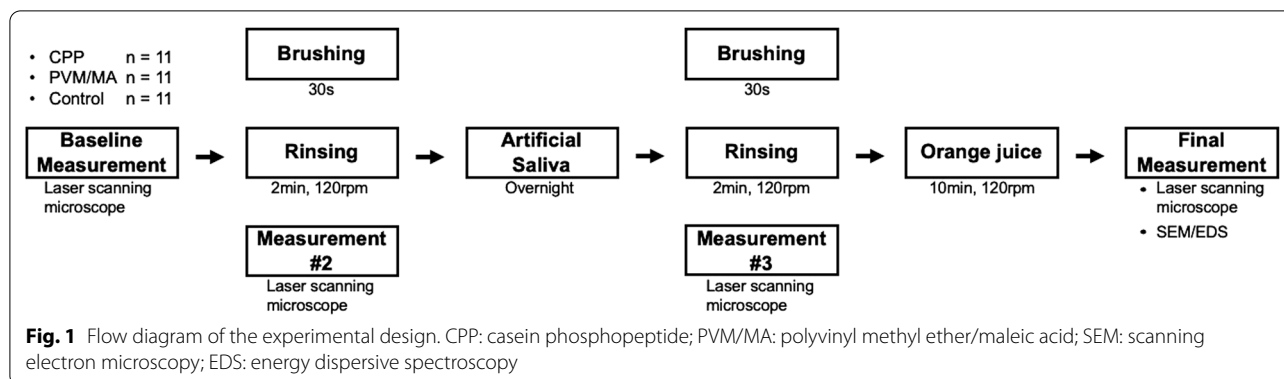 • CPP n = 11
• PVM/MA n = 11
• Control n = 11
Baseline
Measurement
Laser scanning
microscope
Brushing
30s
Rinsing
2min, 120rpm
Measurement
#2
Laser scanning
microscope
Artificial
Saliva
Overnight
Brushing
30s
Rinsing
2min, 120rpm
Measurement
#3
Laser scanning
microscope
Orange juice
10min, 120rpm
Final
Measurement
• Laser scanning
microscope
• SEM/EDS
Fig. 1 Flow diagram of the experimental design. CPP: casein phosphopeptide; PVM/MA: polyvinyl methyl ether/maleic acid; SEM: scanning
electron microscopy; EDS: energy dispersive spectroscopy